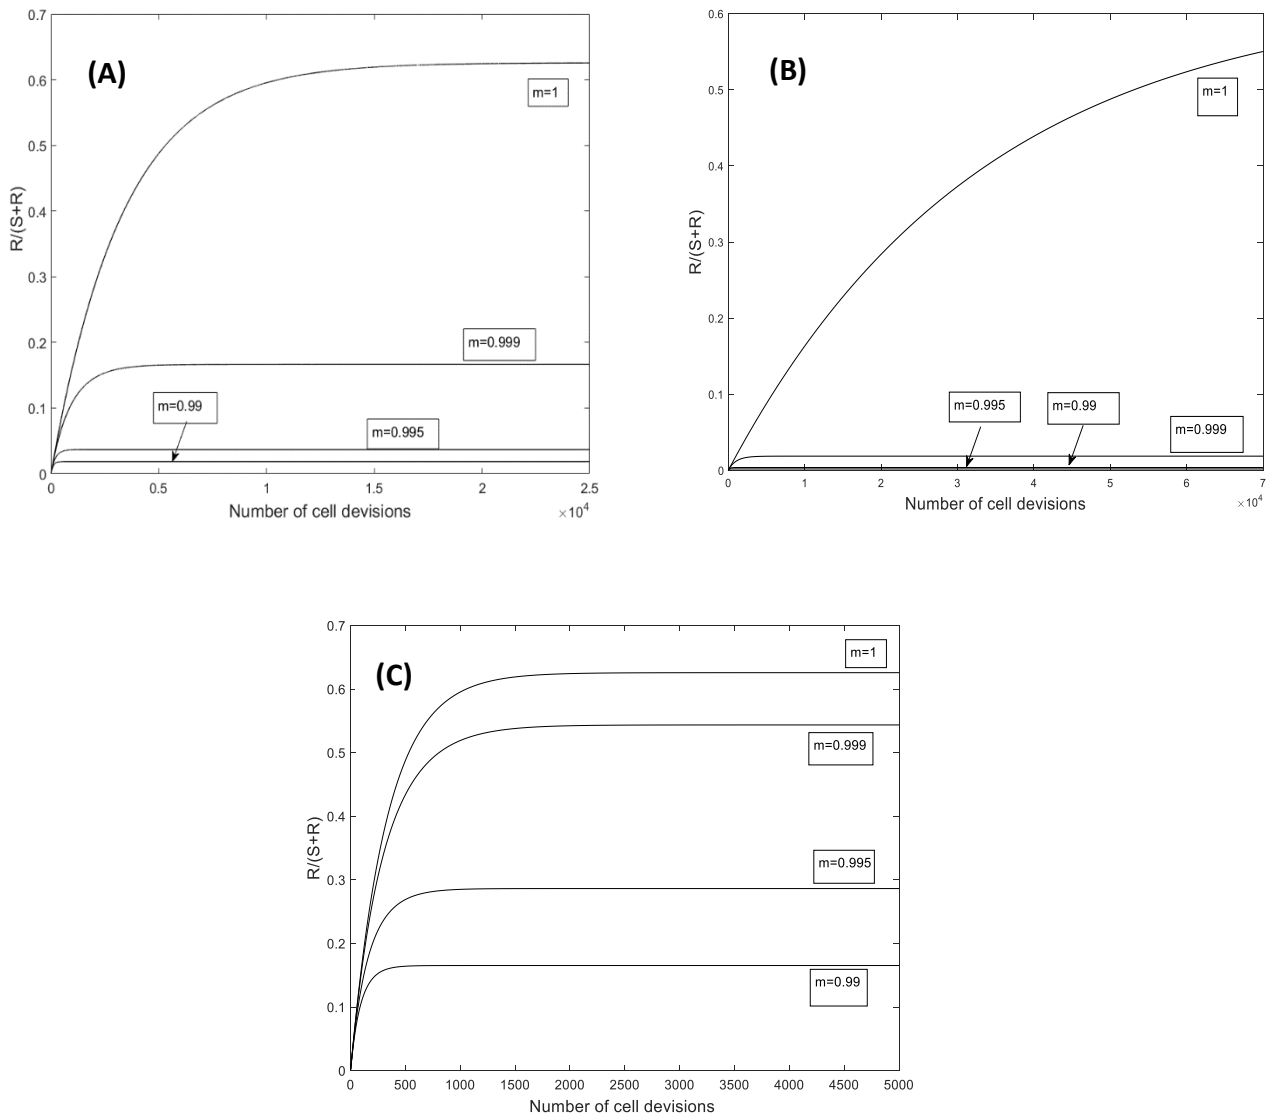 (A)
R/(S+R)
0.7
0.6
0.5
0.4
0.3
0.2
0.1
0
m=1
m=0.999
m=0.99
m=0.995
0 0.5 1 1.5 2 2.5
Number of cell devisions
×10^4
(B)
R/(S+R)
0.6
0.5
0.4
0.3
0.2
0.1
0
m=1
m=0.995
m=0.99
m=0.999
0 1 2 3 4 5 6 7
Number of cell devisions
×10^4
(C)
R/(S+R)
0.7
0.6
0.5
0.4
0.3
0.2
0.1
0
m=1
m=0.999
m=0.995
m=0.99
0 500 1000 1500 2000 2500 3000 3500 4000 4500 5000
Number of cell devisions